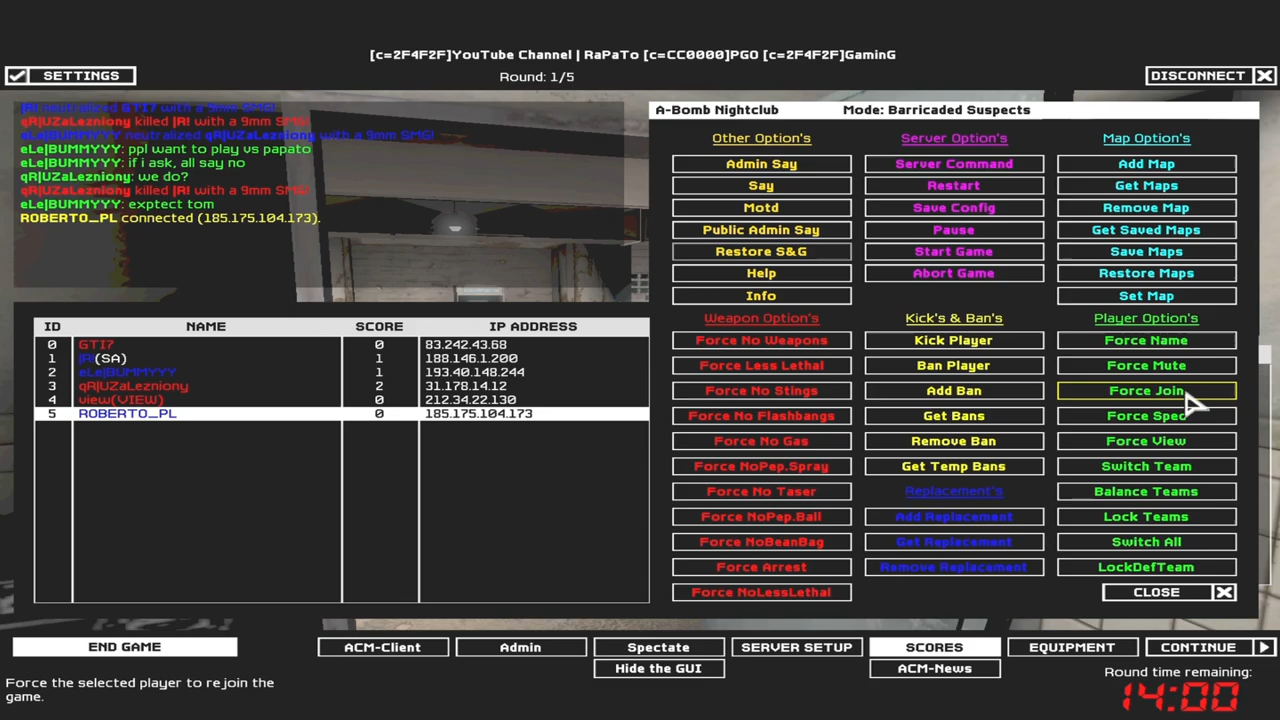 [c=2F4F2F]YouTube Channel | RaPaTo [c=CC0000]PGO [c=2F4F2F]GaminG
SETTINGS
Round: 1/5
DISCONNECT
|R! neutralized GTI7 with a 9mm SMG!
qR|UZaLezniony killed |R! with a 9mm SMG!
eLe|BUMMYYY neutralized qR|UZaLezniony with a 9mm SMG!
eLe|BUMMYYY: ppl want to play vs papato
eLe|BUMMYYY: if i ask, all say no
qR|UZaLezniony: we do?
qR|UZaLezniony killed |R! with a 9mm SMG!
eLe|BUMMYYY: exptect tom
ROBERTO_PL connected (185.175.104.173).
ID NAME SCORE IP ADDRESS
0 GTI7 0 83.242.43.68
1 |R!(SA) 1 188.146.1.200
2 eLe|BUMMYYY 1 193.40.148.244
3 qR|UZaLezniony 2 31.178.14.12
4 view(VIEW) 2 212.34.22.130
5 ROBERTO_PL 0 185.175.104.173
A-Bomb Nightclub Mode: Barricaded Suspects
Other Option's Server Option's Map Option's
Admin Say Server Command Add Map
Say Restart Get Maps
Motd Save Config Remove Map
Public Admin Say Pause Get Saved Maps
Restore S&G Start Game Save Maps
Help Abort Game Restore Maps
Info Set Map
Weapon Option's Kick's & Ban's Player Option's
Force No Weapons Kick Player Force Name
Force Less Lethal Ban Player Force Mute
Force No Stings Add Ban Force Join
Force No Flashbangs Get Bans Force Spec
Force No Gas Remove Ban Force View
Force NoPep.Spray Get Temp Bans Switch Team
Force No Taser Replacement's Balance Teams
Force NoPep.Ball Add Replacement Lock Teams
Force NoBeanBag Get Replacement Switch All
Force Arrest Remove Replacement LockDefTeam
Force NoLessLethal CLOSE
END GAME ACM-Client Admin Spectate SERVER SETUP SCORES EQUIPMENT CONTINUE
Hide the GUI ACM-News
Force the selected player to rejoin the
game.
Round time remaining:
14:00